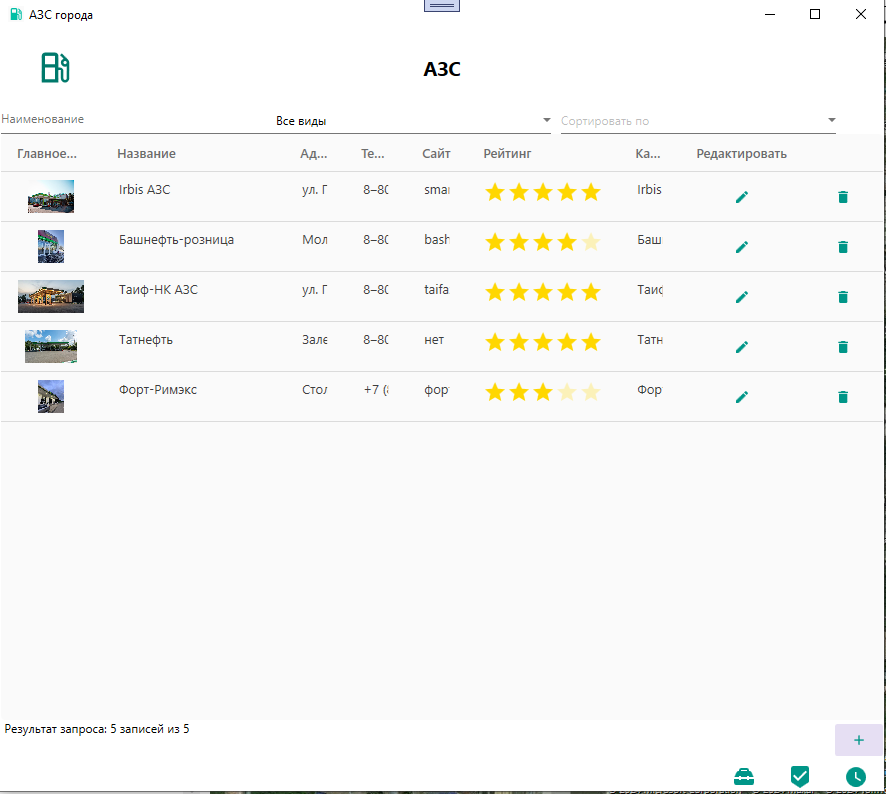 АЗС города
АЗС
Наименование Все виды Сортировать по
Главное... Название Ад... Те... Сайт Рейтинг Ка... Редактировать
Irbis АЗС ул. Г 8–80 smar Irbis
Башнефть-розница Мол 8–80 bash Баш
Таиф-НК АЗС ул. Г 8–80 taifa Таис
Татнефть Зале 8–80 нет Татн
Форт-Римэкс Стол +7 (8 форт Фор
Результат запроса: 5 записей из 5
+